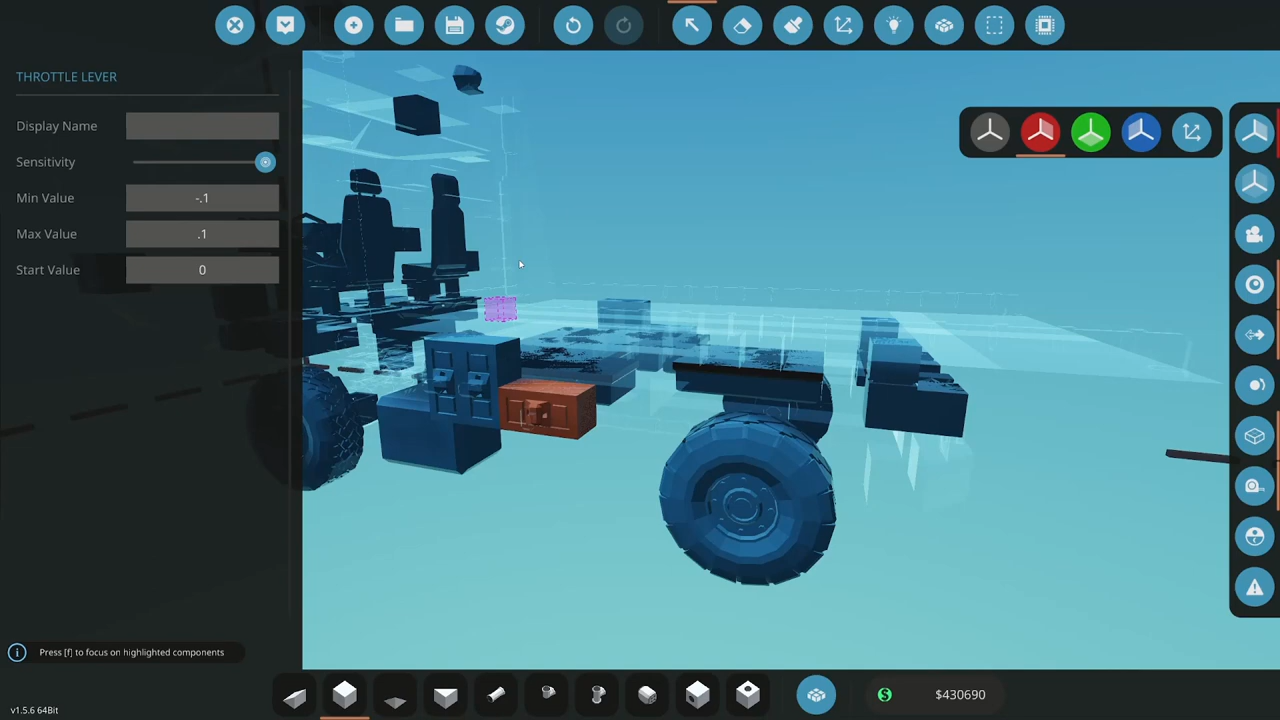 THROTTLE LEVER
Display Name
Sensitivity
Min Value -.1
Max Value .1
Start Value 0
Press [f] to focus on highlighted components
v1.5.6 64Bit
$ $430690